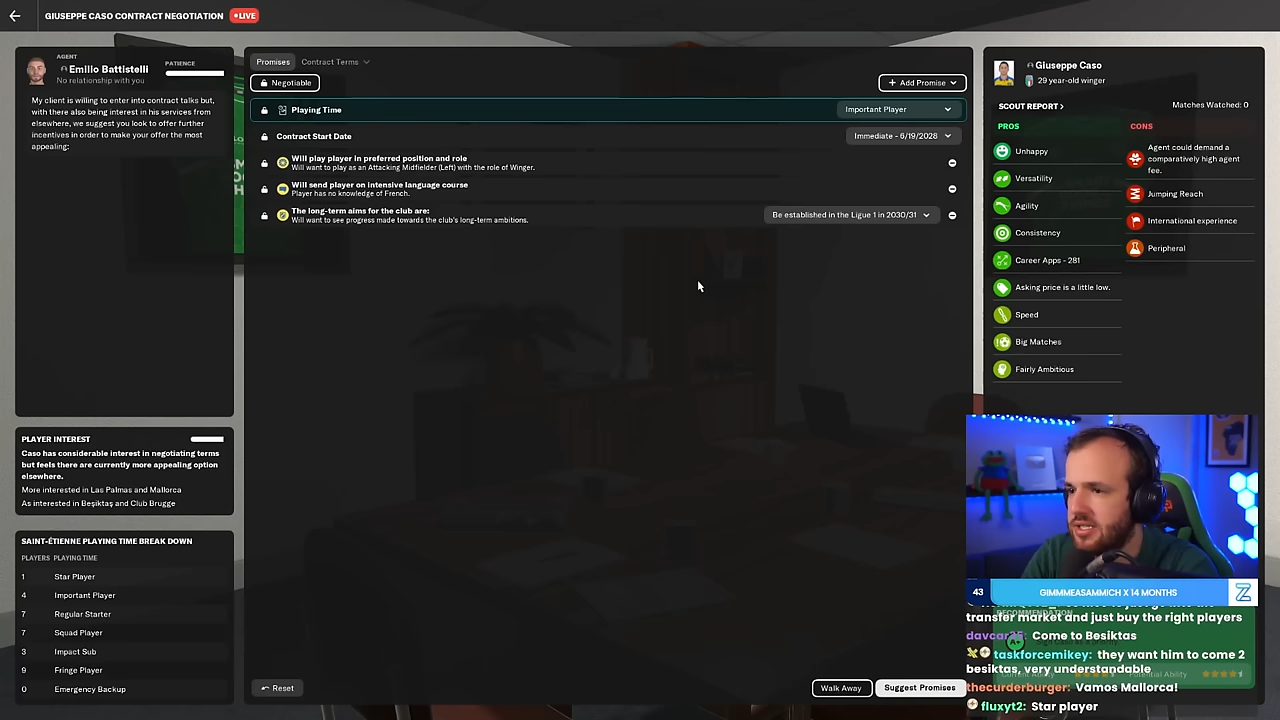 GIUSEPPE CASO CONTRACT NEGOTIATION
LIVE
AGENT
Emilio Battistelli
No relationship with you
PATIENCE
My client is willing to enter into contract talks but,
with there also being interest in his services from
elsewhere, we suggest you look to offer further
incentives in order to make your offer the most
appealing:
PLAYER INTEREST
Caso has considerable interest in negotiating terms
but feels there are currently more appealing option
elsewhere.
More interested in Las Palmas and Mallorca
As interested in Beşiktaş and Club Brugge
SAINT-ÉTIENNE PLAYING TIME BREAK DOWN
PLAYERS PLAYING TIME
1 Star Player
4 Important Player
7 Regular Starter
7 Squad Player
3 Impact Sub
9 Fringe Player
0 Emergency Backup
Promises
Contract Terms
Negotiable
Add Promise
Playing Time
Important Player
Contract Start Date
Immediate - 6/19/2028
Will play player in preferred position and role
Will want to play as an Attacking Midfielder (Left) with the role of Winger.
Will send player on intensive language course
Player has no knowledge of French.
The long-term aims for the club are:
Will want to see progress made towards the club's long-term ambitions.
Be established in the Ligue 1 in 2030/31
Reset
Walk Away
Suggest Promises
Giuseppe Caso
29 year-old winger
SCOUT REPORT >
Matches Watched: 0
PROS
Unhappy
Versatility
Agility
Consistency
Career Apps - 281
Asking price is a little low.
Speed
Big Matches
Fairly Ambitious
CONS
Agent could demand a
comparatively high agent
fee.
Jumping Reach
International experience
Peripheral
43
GIMMMEASAMMICH X 14 MONTHS
Z
RECOMMENDATION
transfer market and just buy the right players
davcar25: Come to Besiktas
taskforcemikey: they want him to come 2
besiktas, very understandable
Current Ability
Potential Ability
thecurderburger: Vamos Mallorca!
fluxyt2: Star player